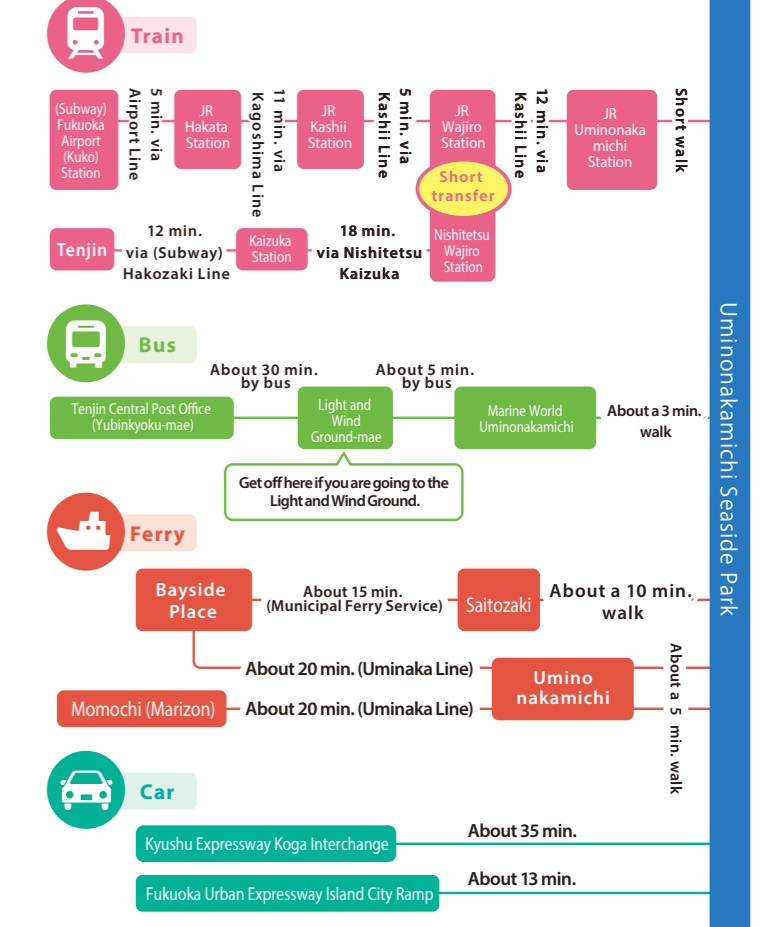 Train
(Subway)
Fukuoka
Airport
(Kuko)
Station
5 min. via
Airport Line
JR
Hakata
Station
11 min. via
Kagoshima Line
JR
Kashii
Station
5 min. via
Kashii Line
JR
Wajiro
Station
12 min. via
Kashii Line
JR
Uminonaka
michi
Station
Short walk
Short
transfer
Tenjin
12 min.
via (Subway)
Hakozaki Line
Kaizuka
Station
18 min.
via Nishitetsu
Kaizuka
Nishitetsu
Wajiro
Station
Bus
Tenjin Central Post Office
(Yubinkyoku-mae)
About 30 min.
by bus
Light and
Wind
Ground-mae
About 5 min.
by bus
Marine World
Uminonakamichi
About a 3 min.
walk
Get off here if you are going to the
Light and Wind Ground.
Ferry
Bayside
Place
About 15 min.
(Municipal Ferry Service)
Saitozaki
About a 10 min.
walk
About 20 min. (Uminaka Line)
Umino
nakamichi
Momochi (Marizon)
About 20 min. (Uminaka Line)
About a 5 min. walk
Car
Kyushu Expressway Koga Interchange
About 35 min.
Fukuoka Urban Expressway Island City Ramp
About 13 min.
Uminonakamichi Seaside Park